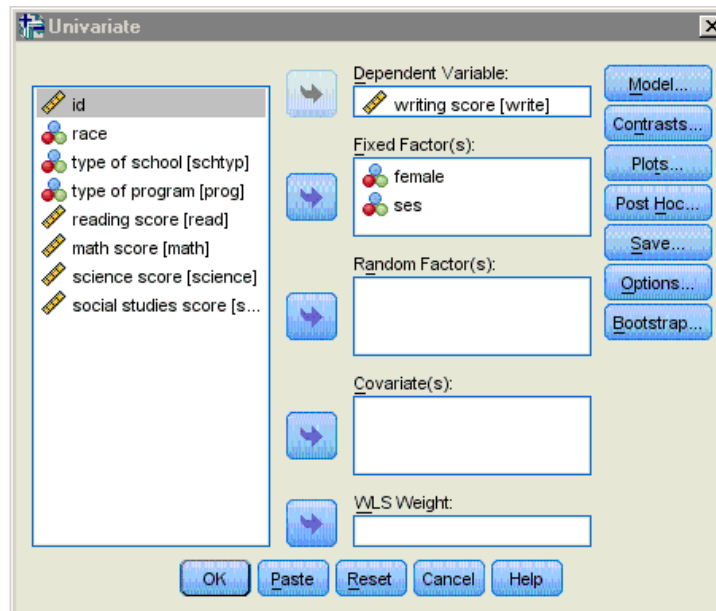 Univariate
id
race
type of school [schtyp]
type of program [prog]
reading score [read]
math score [math]
science score [science]
social studies score [s...
Dependent Variable:
writing score [write]
Fixed Factor(s):
female
ses
Random Factor(s):
Covariate(s):
WLS Weight:
Model...
Contrasts...
Plots...
Post Hoc...
Save...
Options...
Bootstrap...
OK Paste Reset Cancel Help